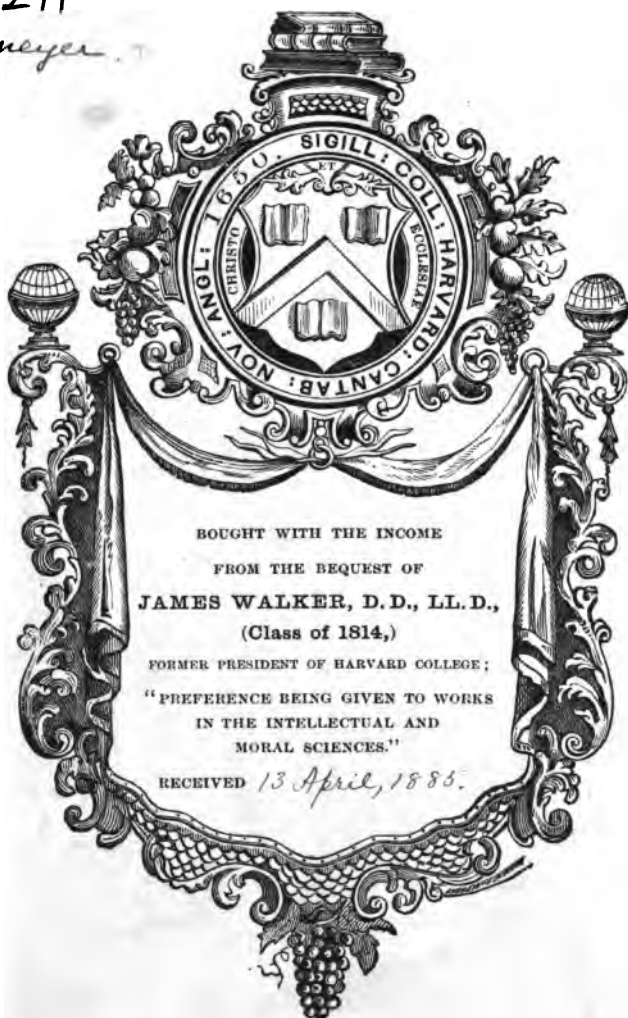 meyer.
SIGILL: COLL: HARVARD: CANTAB: NOV: ANGL: 1650.
ET
CHRISTO
ECCLESIAE
BOUGHT WITH THE INCOME
FROM THE BEQUEST OF
JAMES WALKER, D.D., LL.D.,
(Class of 1814,)
FORMER PRESIDENT OF HARVARD COLLEGE;
"PREFERENCE BEING GIVEN TO WORKS
IN THE INTELLECTUAL AND
MORAL SCIENCES."
RECEIVED 13 April, 1885.